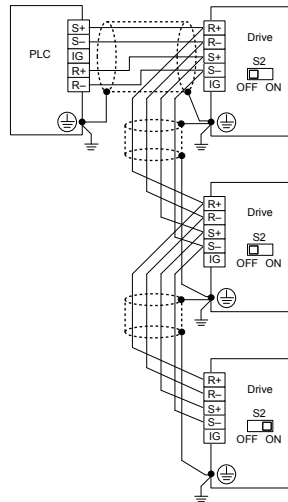 PLC
S+
S–
IG
R+
R–
R+
R–
S+
S–
IG
Drive
S2
OFF ON
R+
R–
S+
S–
IG
Drive
S2
OFF ON
R+
R–
S+
S–
IG
Drive
S2
OFF ON